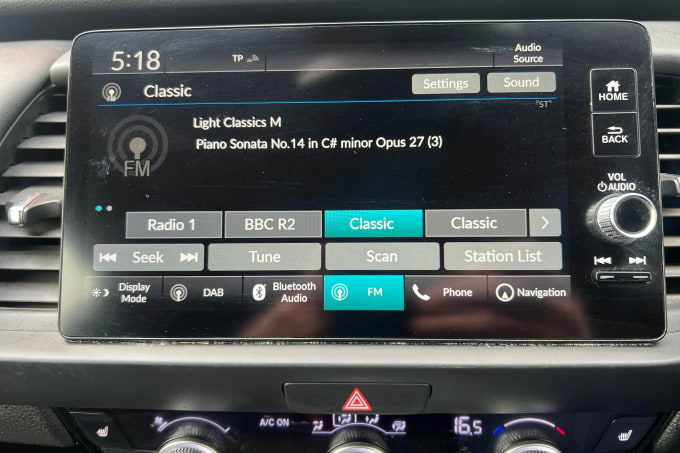 5:18
TP
Audio
Source
Classic
Settings
Sound
"ST"
FM
Light Classics M
Piano Sonata No.14 in C# minor Opus 27 (3)
HOME
BACK
VOL
AUDIO
Radio 1
BBC R2
Classic
Classic
Seek
Tune
Scan
Station List
Display
Mode
DAB
Bluetooth
Audio
FM
Phone
Navigation
A/C ON
16.5